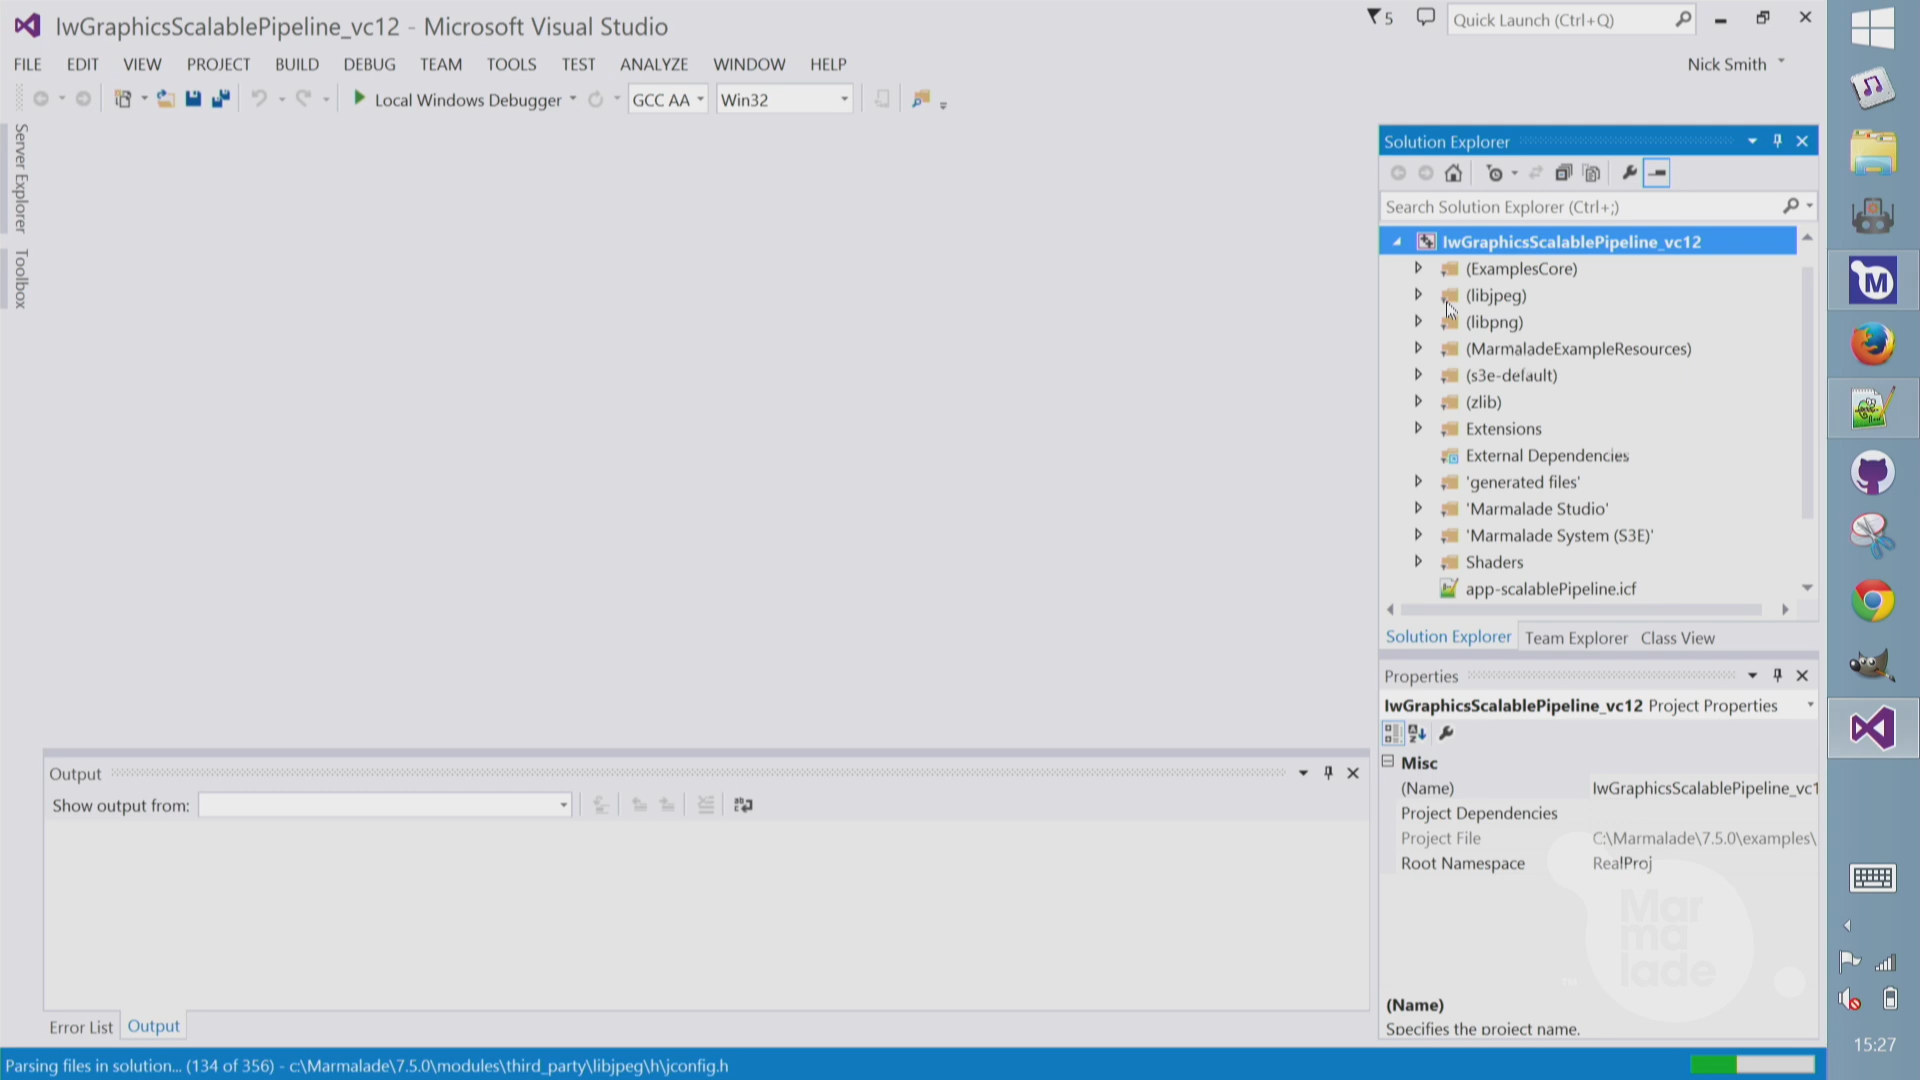 IwGraphicsScalablePipeline_vc12 - Microsoft Visual Studio
5
Quick Launch (Ctrl+Q)
FILE EDIT VIEW PROJECT BUILD DEBUG TEAM TOOLS TEST ANALYZE WINDOW HELP
Nick Smith
Local Windows Debugger GCC AA Win32
Server Explorer
Toolbox
Solution Explorer
Search Solution Explorer (Ctrl+;)
IwGraphicsScalablePipeline_vc12
(ExamplesCore)
(libjpeg)
(libpng)
(MarmaladeExampleResources)
(s3e-default)
(zlib)
Extensions
External Dependencies
'generated files'
'Marmalade Studio'
'Marmalade System (S3E)'
Shaders
app-scalablePipeline.icf
Solution Explorer Team Explorer Class View
Properties
IwGraphicsScalablePipeline_vc12 Project Properties
Misc
(Name) IwGraphicsScalablePipeline_vc1
Project Dependencies
Project File C:\Marmalade\7.5.0\examples\
Root Namespace RealProj
Mar
ma
lade
(Name)
Specifies the project name.
Output
Show output from:
Error List Output
Parsing files in solution... (134 of 356) - c:\Marmalade\7.5.0\modules\third_party\libjpeg\h\jconfig.h
M
15:27